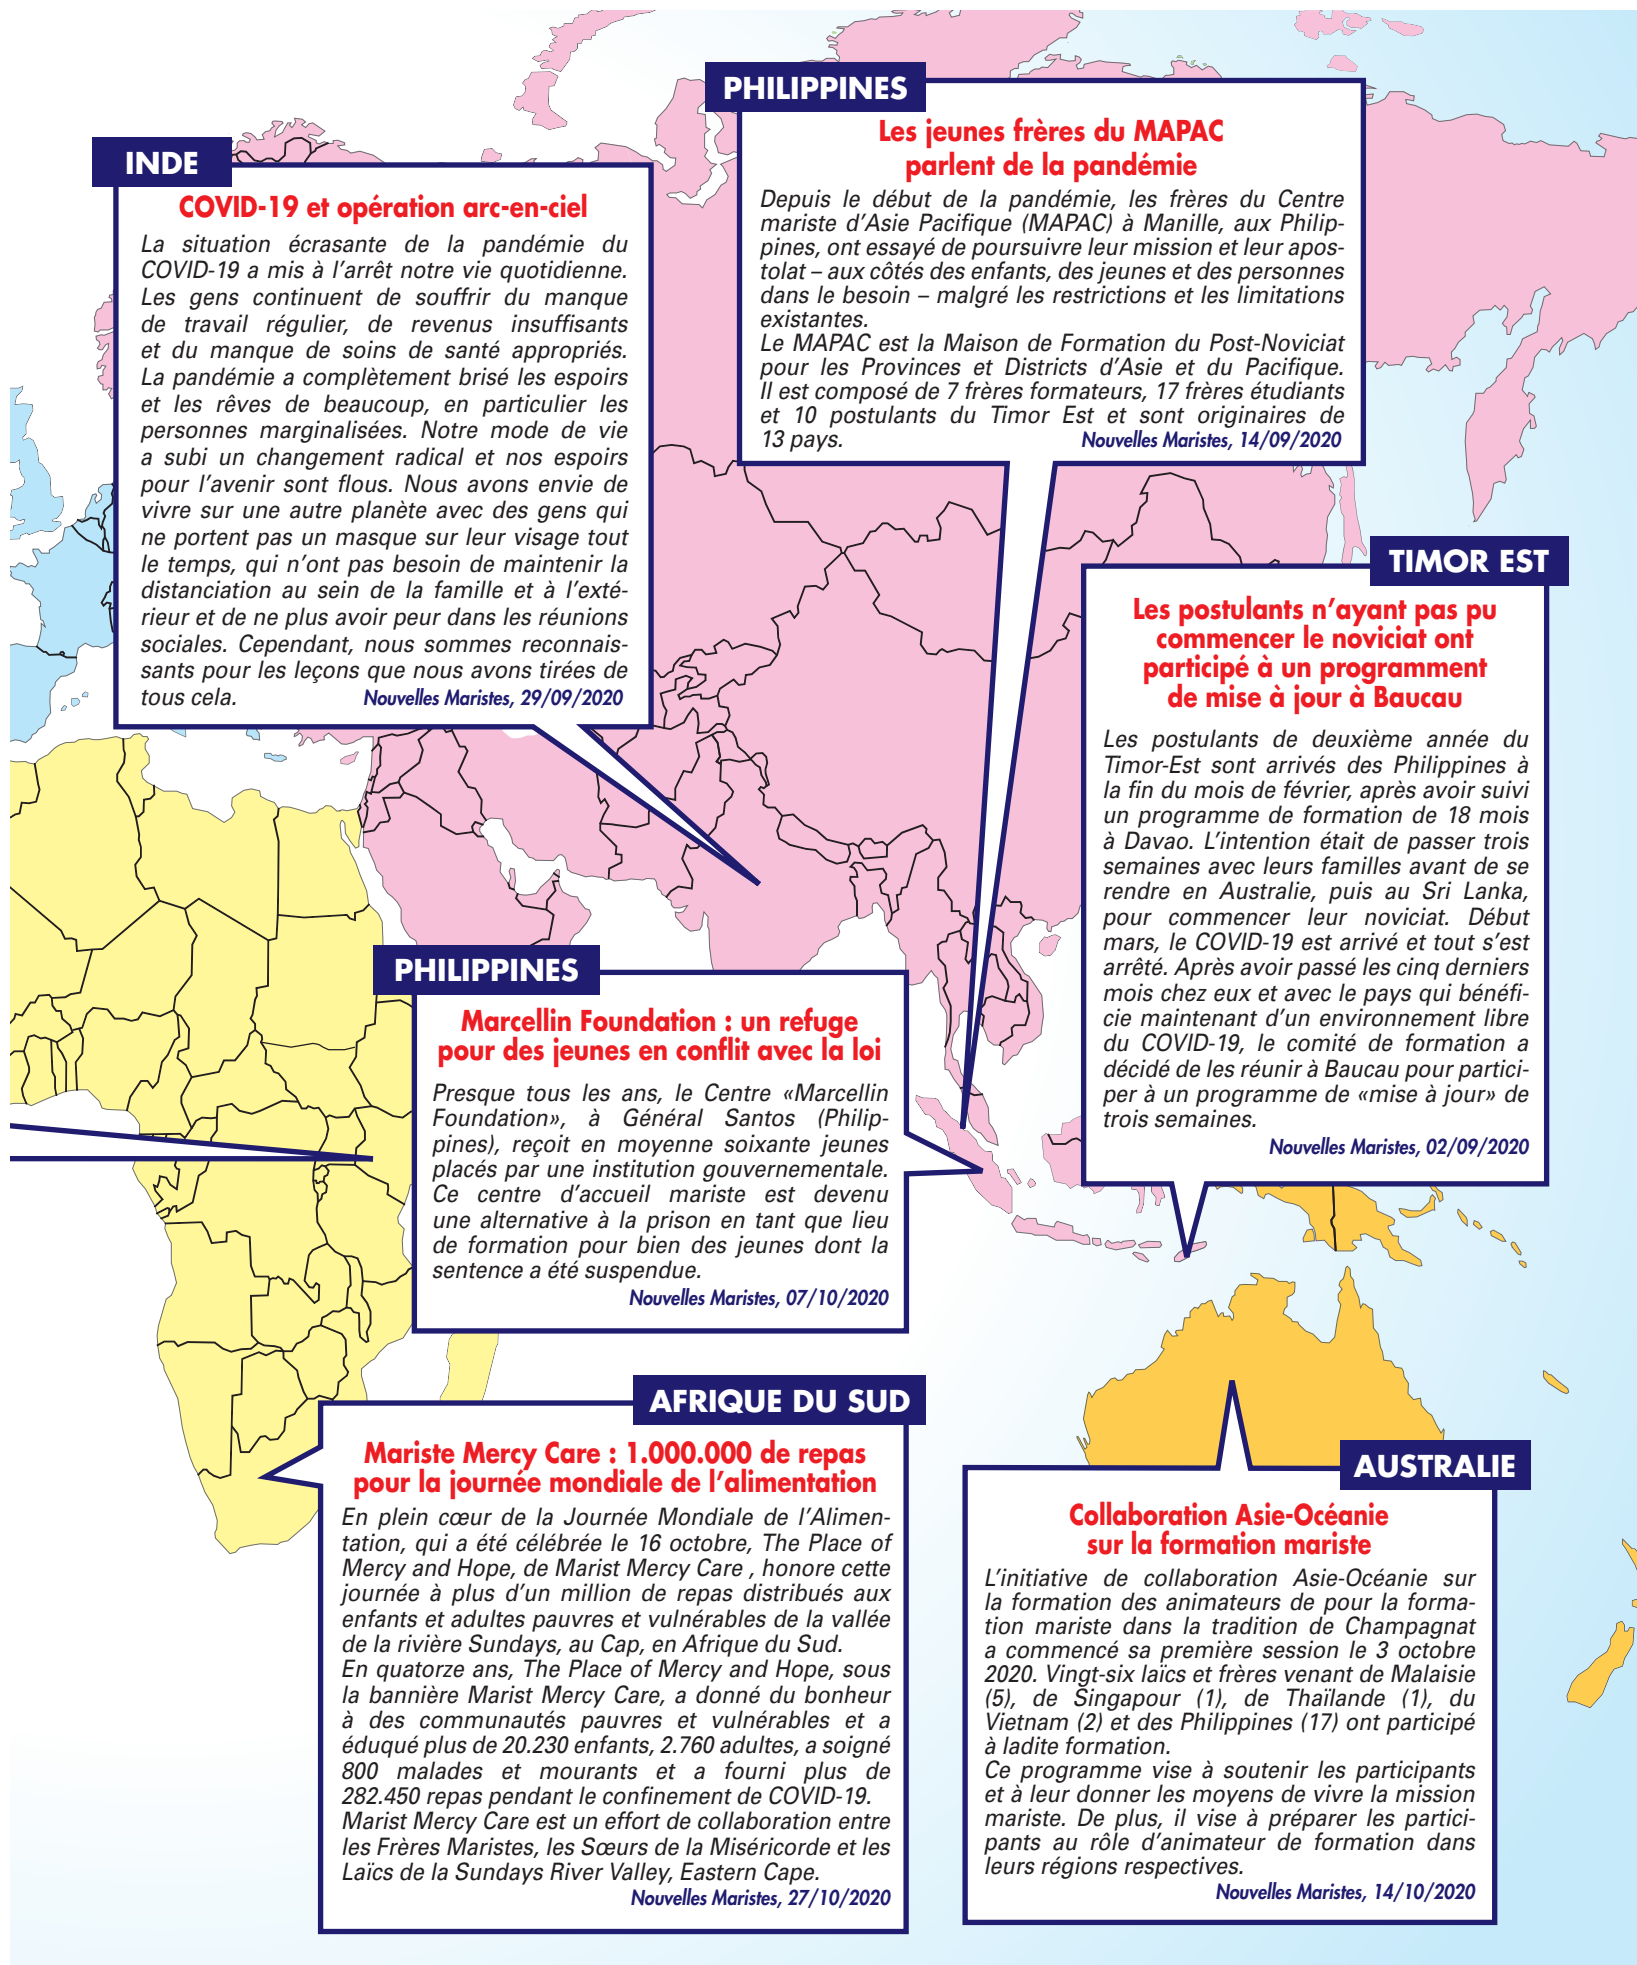 PHILIPPINES
Les jeunes frères du MAPAC
parlent de la pandémie
Depuis le début de la pandémie, les frères du Centre
mariste d'Asie Pacifique (MAPAC) à Manille, aux Philip-
pines, ont essayé de poursuivre leur mission et leur apos-
tolat – aux côtés des enfants, des jeunes et des personnes
dans le besoin – malgré les restrictions et les limitations
existantes.
Le MAPAC est la Maison de Formation du Post-Noviciat
pour les Provinces et Districts d'Asie et du Pacifique.
Il est composé de 7 frères formateurs, 17 frères étudiants
et 10 postulants du Timor Est et sont originaires de
13 pays. Nouvelles Maristes, 14/09/2020
INDE
COVID-19 et opération arc-en-ciel
La situation écrasante de la pandémie du
COVID-19 a mis à l'arrêt notre vie quotidienne.
Les gens continuent de souffrir du manque
de travail régulier, de revenus insuffisants
et du manque de soins de santé appropriés.
La pandémie a complètement brisé les espoirs
et les rêves de beaucoup, en particulier les
personnes marginalisées. Notre mode de vie
a subi un changement radical et nos espoirs
pour l'avenir sont flous. Nous avons envie de
vivre sur une autre planète avec des gens qui
ne portent pas un masque sur leur visage tout
le temps, qui n'ont pas besoin de maintenir la
distanciation au sein de la famille et à l'exté-
rieur et de ne plus avoir peur dans les réunions
sociales. Cependant, nous sommes reconnais-
sants pour les leçons que nous avons tirées de
tous cela. Nouvelles Maristes, 29/09/2020
TIMOR EST
Les postulants n'ayant pas pu
commencer le noviciat ont
participé à un programment
de mise à jour à Baucau
Les postulants de deuxième année du
Timor-Est sont arrivés des Philippines à
la fin du mois de février, après avoir suivi
un programme de formation de 18 mois
à Davao. L'intention était de passer trois
semaines avec leurs familles avant de se
rendre en Australie, puis au Sri Lanka,
pour commencer leur noviciat. Début
mars, le COVID-19 est arrivé et tout s'est
arrêté. Après avoir passé les cinq derniers
mois chez eux et avec le pays qui bénéfi-
cie maintenant d'un environnement libre
du COVID-19, le comité de formation a
décidé de les réunir à Baucau pour partici-
per à un programme de «mise à jour» de
trois semaines.
Nouvelles Maristes, 02/09/2020
PHILIPPINES
Marcellin Foundation : un refuge
pour des jeunes en conflit avec la loi
Presque tous les ans, le Centre «Marcellin
Foundation», à Général Santos (Philip-
pines), reçoit en moyenne soixante jeunes
placés par une institution gouvernementale.
Ce centre d'accueil mariste est devenu
une alternative à la prison en tant que lieu
de formation pour bien des jeunes dont la
sentence a été suspendue.
Nouvelles Maristes, 07/10/2020
AFRIQUE DU SUD
Mariste Mercy Care : 1.000.000 de repas
pour la journée mondiale de l'alimentation
En plein cœur de la Journée Mondiale de l'Alimen-
tation, qui a été célébrée le 16 octobre, The Place of
Mercy and Hope, de Marist Mercy Care , honore cette
journée à plus d'un million de repas distribués aux
enfants et adultes pauvres et vulnérables de la vallée
de la rivière Sundays, au Cap, en Afrique du Sud.
En quatorze ans, The Place of Mercy and Hope, sous
la bannière Marist Mercy Care, a donné du bonheur
à des communautés pauvres et vulnérables et a
éduqué plus de 20.230 enfants, 2.760 adultes, a soigné
800 malades et mourants et a fourni plus de
282.450 repas pendant le confinement de COVID-19.
Marist Mercy Care est un effort de collaboration entre
les Frères Maristes, les Sœurs de la Miséricorde et les
Laïcs de la Sundays River Valley, Eastern Cape.
Nouvelles Maristes, 27/10/2020
AUSTRALIE
Collaboration Asie-Océanie
sur la formation mariste
L'initiative de collaboration Asie-Océanie sur
la formation des animateurs de pour la forma-
tion mariste dans la tradition de Champagnat
a commencé sa première session le 3 octobre
2020. Vingt-six laïcs et frères venant de Malaisie
(5), de Singapour (1), de Thaïlande (1), du
Vietnam (2) et des Philippines (17) ont participé
à ladite formation.
Ce programme vise à soutenir les participants
et à leur donner les moyens de vivre la mission
mariste. De plus, il vise à préparer les partici-
pants au rôle d'animateur de formation dans
leurs régions respectives.
Nouvelles Maristes, 14/10/2020